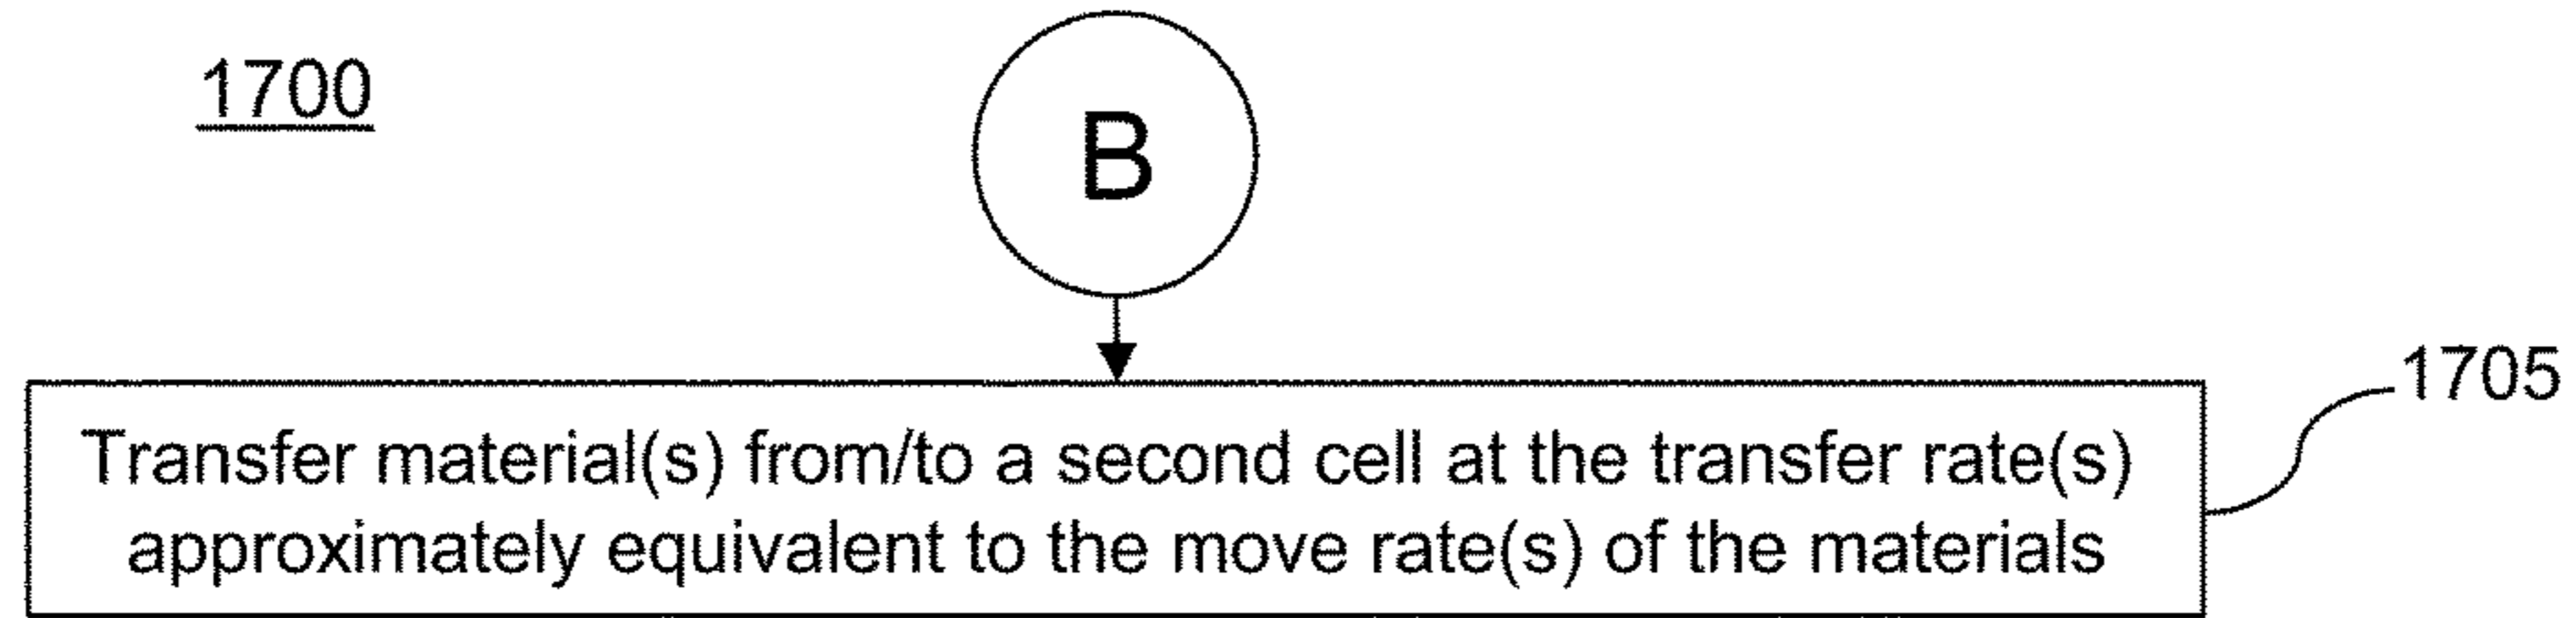 1700
B
1705
Transfer material(s) from/to a second cell at the transfer rate(s)
approximately equivalent to the move rate(s) of the materials